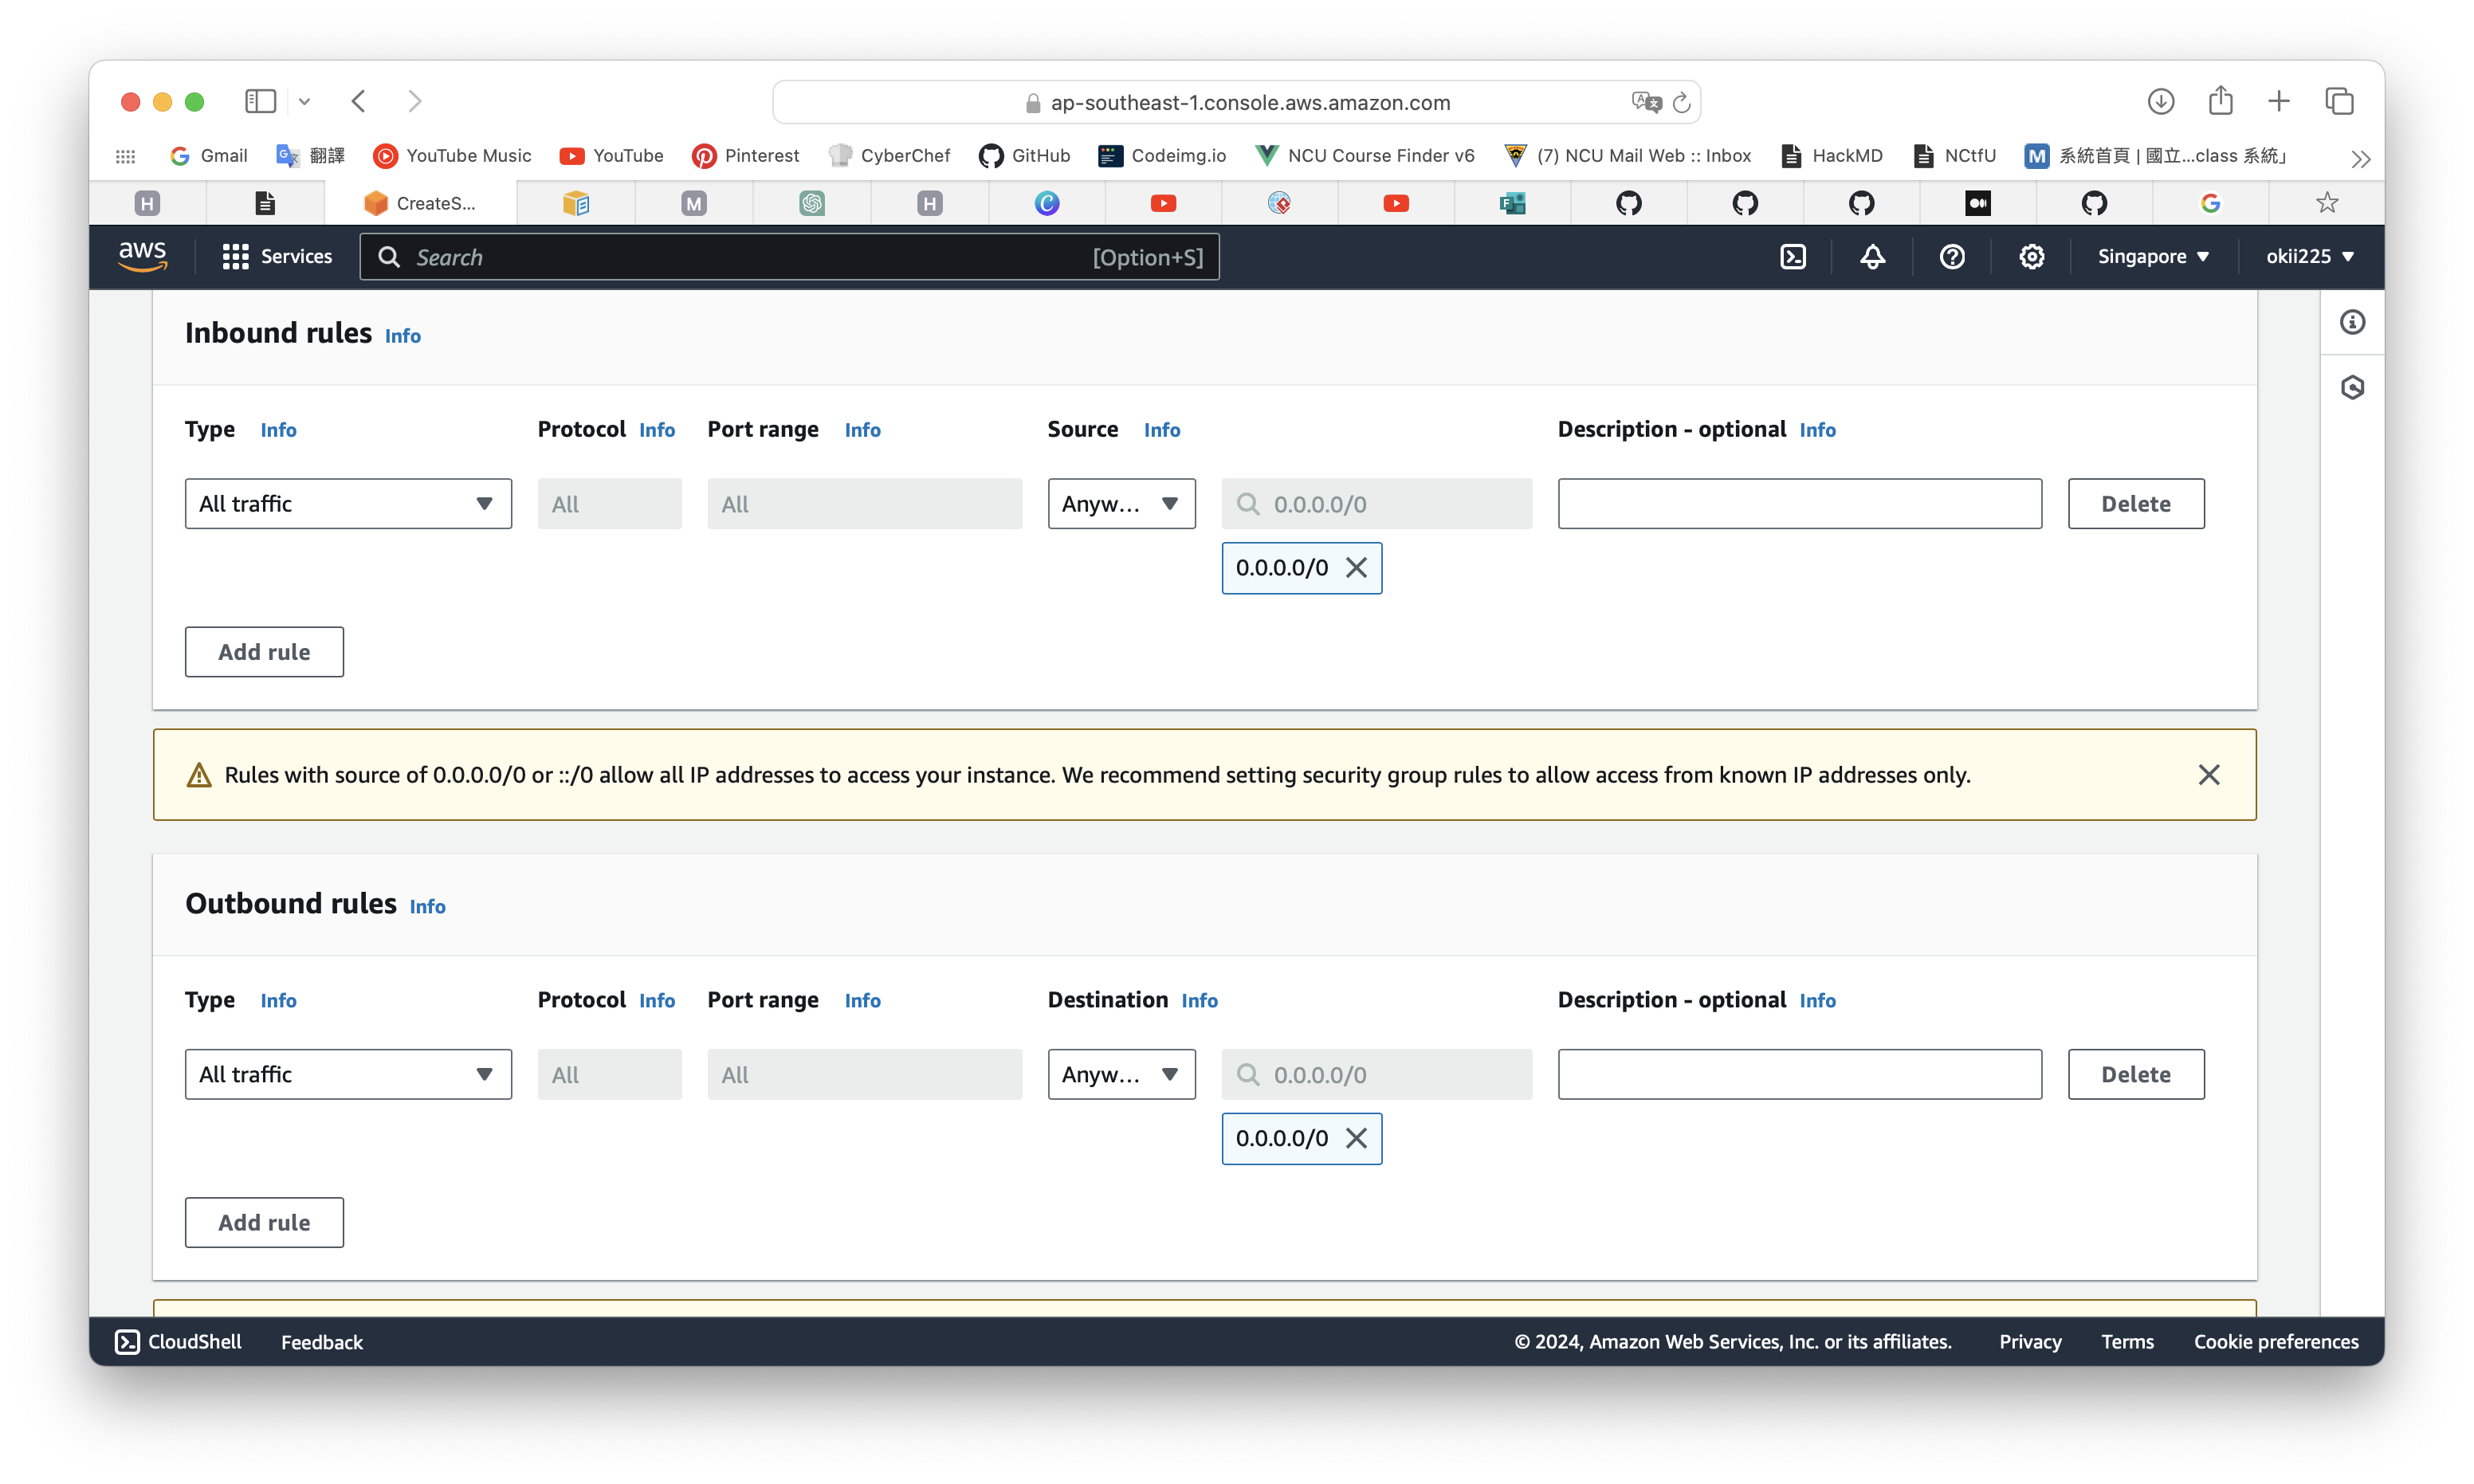 ap-southeast-1.console.aws.amazon.com
Gmail 翻譯 YouTube Music YouTube Pinterest CyberChef GitHub Codeimg.io NCU Course Finder v6 (7) NCU Mail Web :: Inbox HackMD NCtfU M 系統首頁 | 國立...class 系統」
H CreateS... M H F
aws Services Search [Option+S] Singapore okii225
Inbound rules Info
Type Info Protocol Info Port range Info Source Info Description - optional Info
All traffic All All Anyw... 0.0.0.0/0 Delete
0.0.0.0/0
Add rule
Rules with source of 0.0.0.0/0 or ::/0 allow all IP addresses to access your instance. We recommend setting security group rules to allow access from known IP addresses only.
Outbound rules Info
Type Info Protocol Info Port range Info Destination Info Description - optional Info
All traffic All All Anyw... 0.0.0.0/0 Delete
0.0.0.0/0
Add rule
CloudShell Feedback © 2024, Amazon Web Services, Inc. or its affiliates. Privacy Terms Cookie preferences